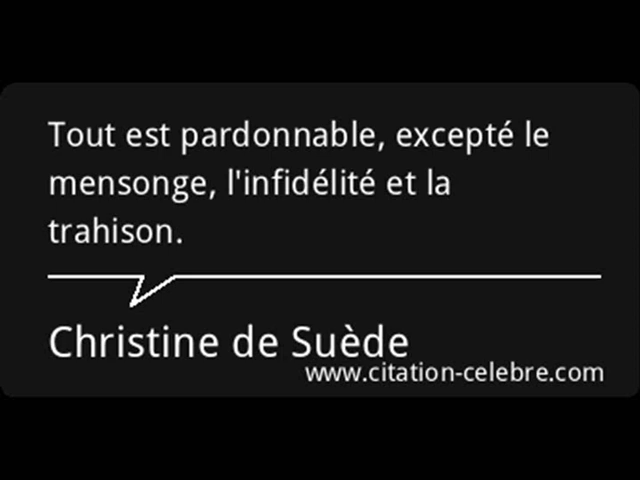 Tout est pardonnable, excepté le
mensonge, l'infidélité et la
trahison.
Christine de Suède
www.citation-celebre.com